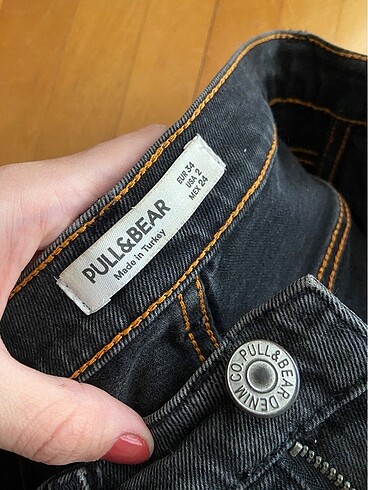 PULL&BEAR
Made in Turkey
EUR 34
USA 2
MEX 24
PULL&BEAR DENIM CO.